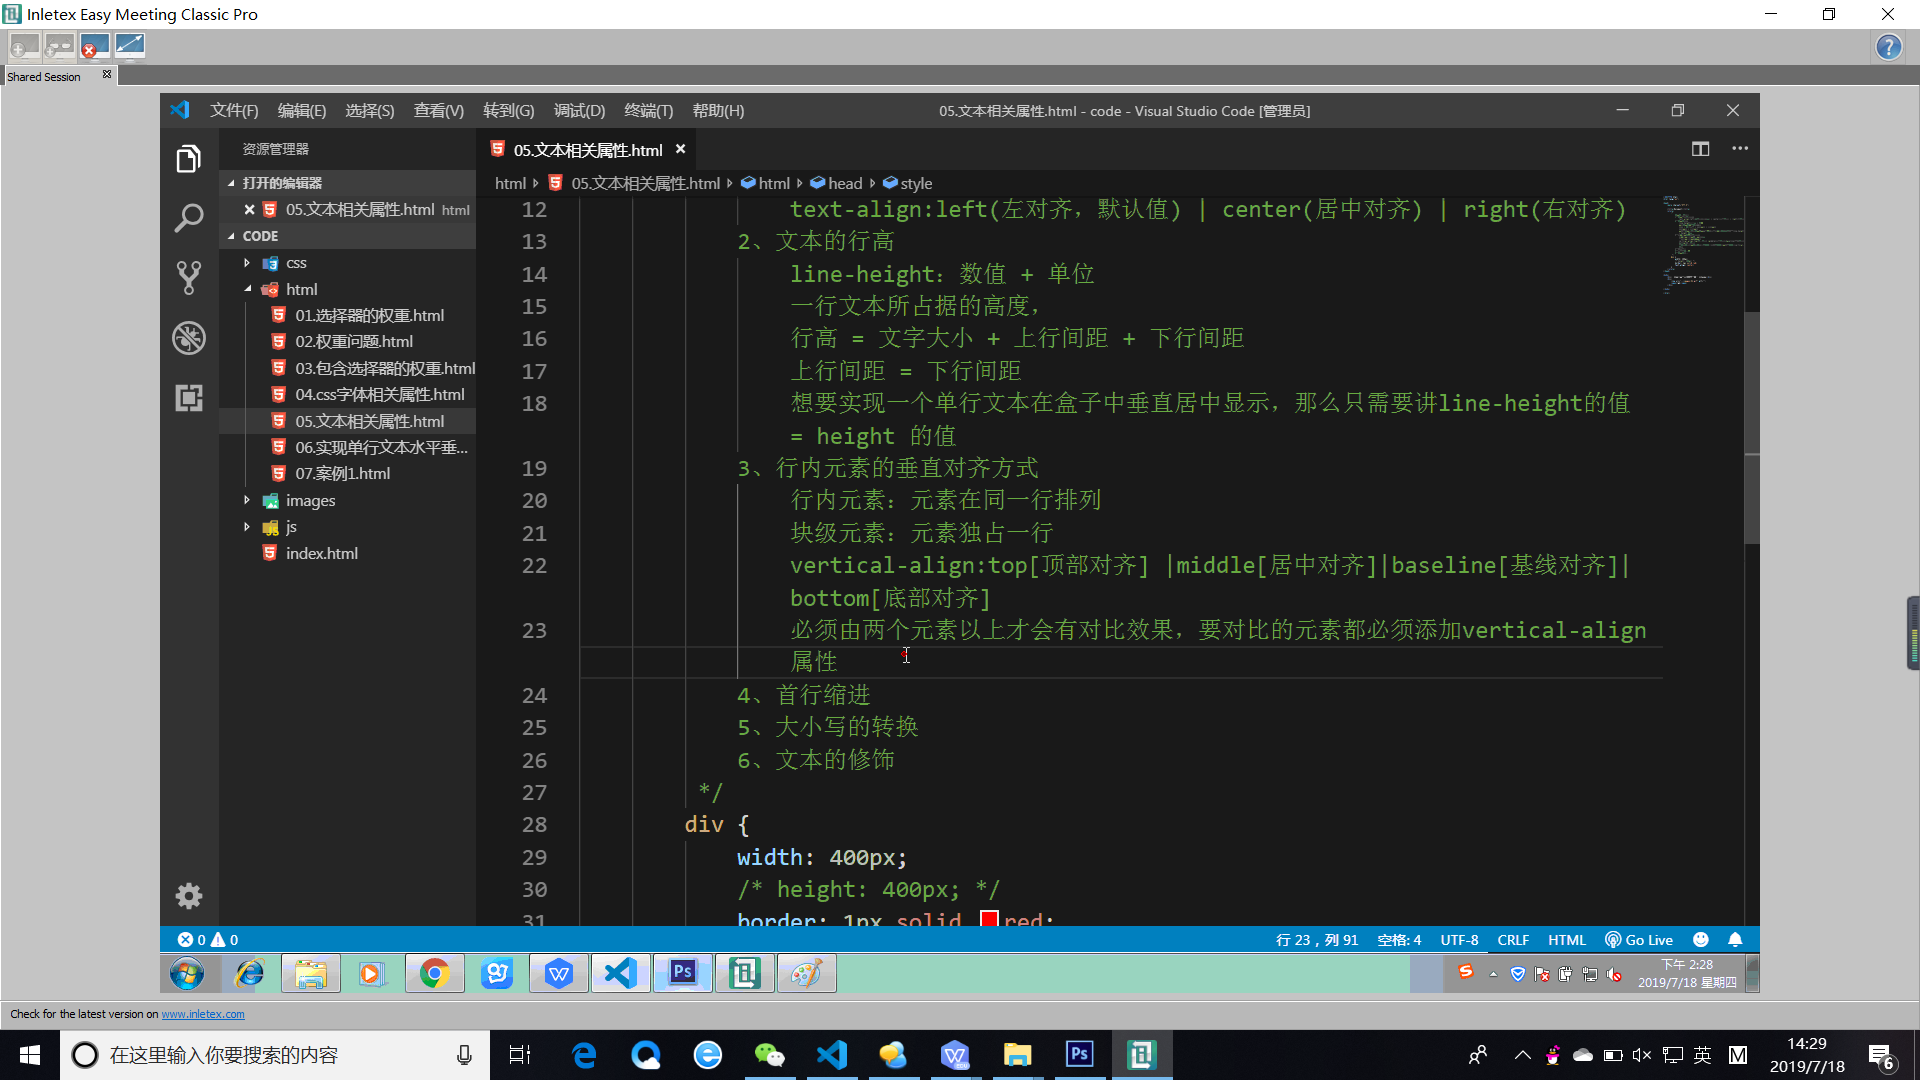 Inletex Easy Meeting Classic Pro
Shared Session
文件(F) 编辑(E) 选择(S) 查看(V) 转到(G) 调试(D) 终端(T) 帮助(H)
05.文本相关属性.html - code - Visual Studio Code [管理员]
资源管理器
05.文本相关属性.html
打开的编辑器
html 05.文本相关属性.html html head style
05.文本相关属性.html html
CODE
css
html
01.选择器的权重.html
02.权重问题.html
03.包含选择器的权重.html
04.css字体相关属性.html
05.文本相关属性.html
06.实现单行文本水平垂...
07.案例1.html
images
js
index.html
12 text-align:left(左对齐，默认值) | center(居中对齐) | right(右对齐)
13 2、文本的行高
14 line-height：数值 + 单位
15 一行文本所占据的高度，
16 行高 = 文字大小 + 上行间距 + 下行间距
17 上行间距 = 下行间距
18 想要实现一个单行文本在盒子中垂直居中显示，那么只需要讲line-height的值
= height 的值
19 3、行内元素的垂直对齐方式
20 行内元素：元素在同一行排列
21 块级元素：元素独占一行
22 vertical-align:top[顶部对齐] |middle[居中对齐]|baseline[基线对齐]|
bottom[底部对齐]
23 必须由两个元素以上才会有对比效果，要对比的元素都必须添加vertical-align
属性
24 4、首行缩进
25 5、大小写的转换
26 6、文本的修饰
27 */
28 div {
29 width: 400px;
30 /* height: 400px; */
31 border: 1px solid red;
0 0
行 23，列 91 空格: 4 UTF-8 CRLF HTML Go Live
下午 2:28
2019/7/18 星期四
Check for the latest version on www.inletex.com
在这里输入你要搜索的内容
英 M
14:29
2019/7/18
6